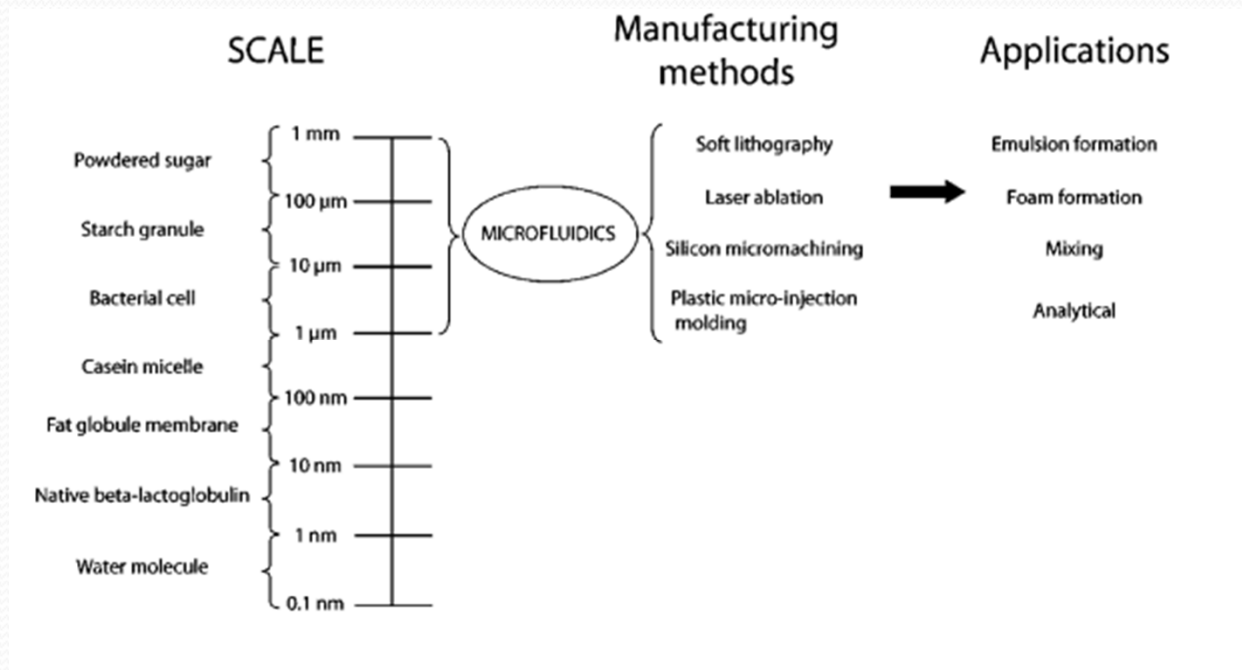 SCALE
Manufacturing
methods
Applications
1 mm
Powdered sugar
100 µm
Starch granule
10 µm
Bacterial cell
1 µm
Casein micelle
100 nm
Fat globule membrane
10 nm
Native beta-lactoglobulin
1 nm
Water molecule
0.1 nm
MICROFLUIDICS
Soft lithography
Laser ablation
Silicon micromachining
Plastic micro-injection
molding
Emulsion formation
Foam formation
Mixing
Analytical